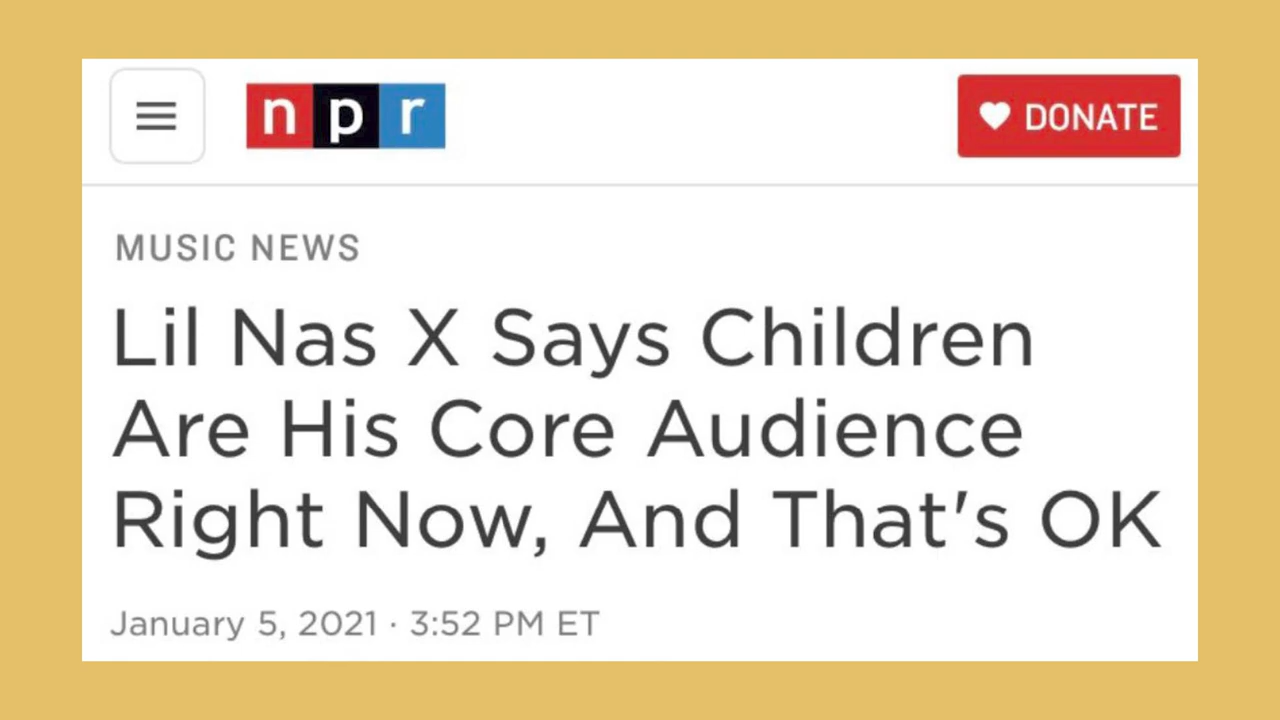 npr
DONATE
MUSIC NEWS
Lil Nas X Says Children
Are His Core Audience
Right Now, And That's OK
January 5, 2021 · 3:52 PM ET